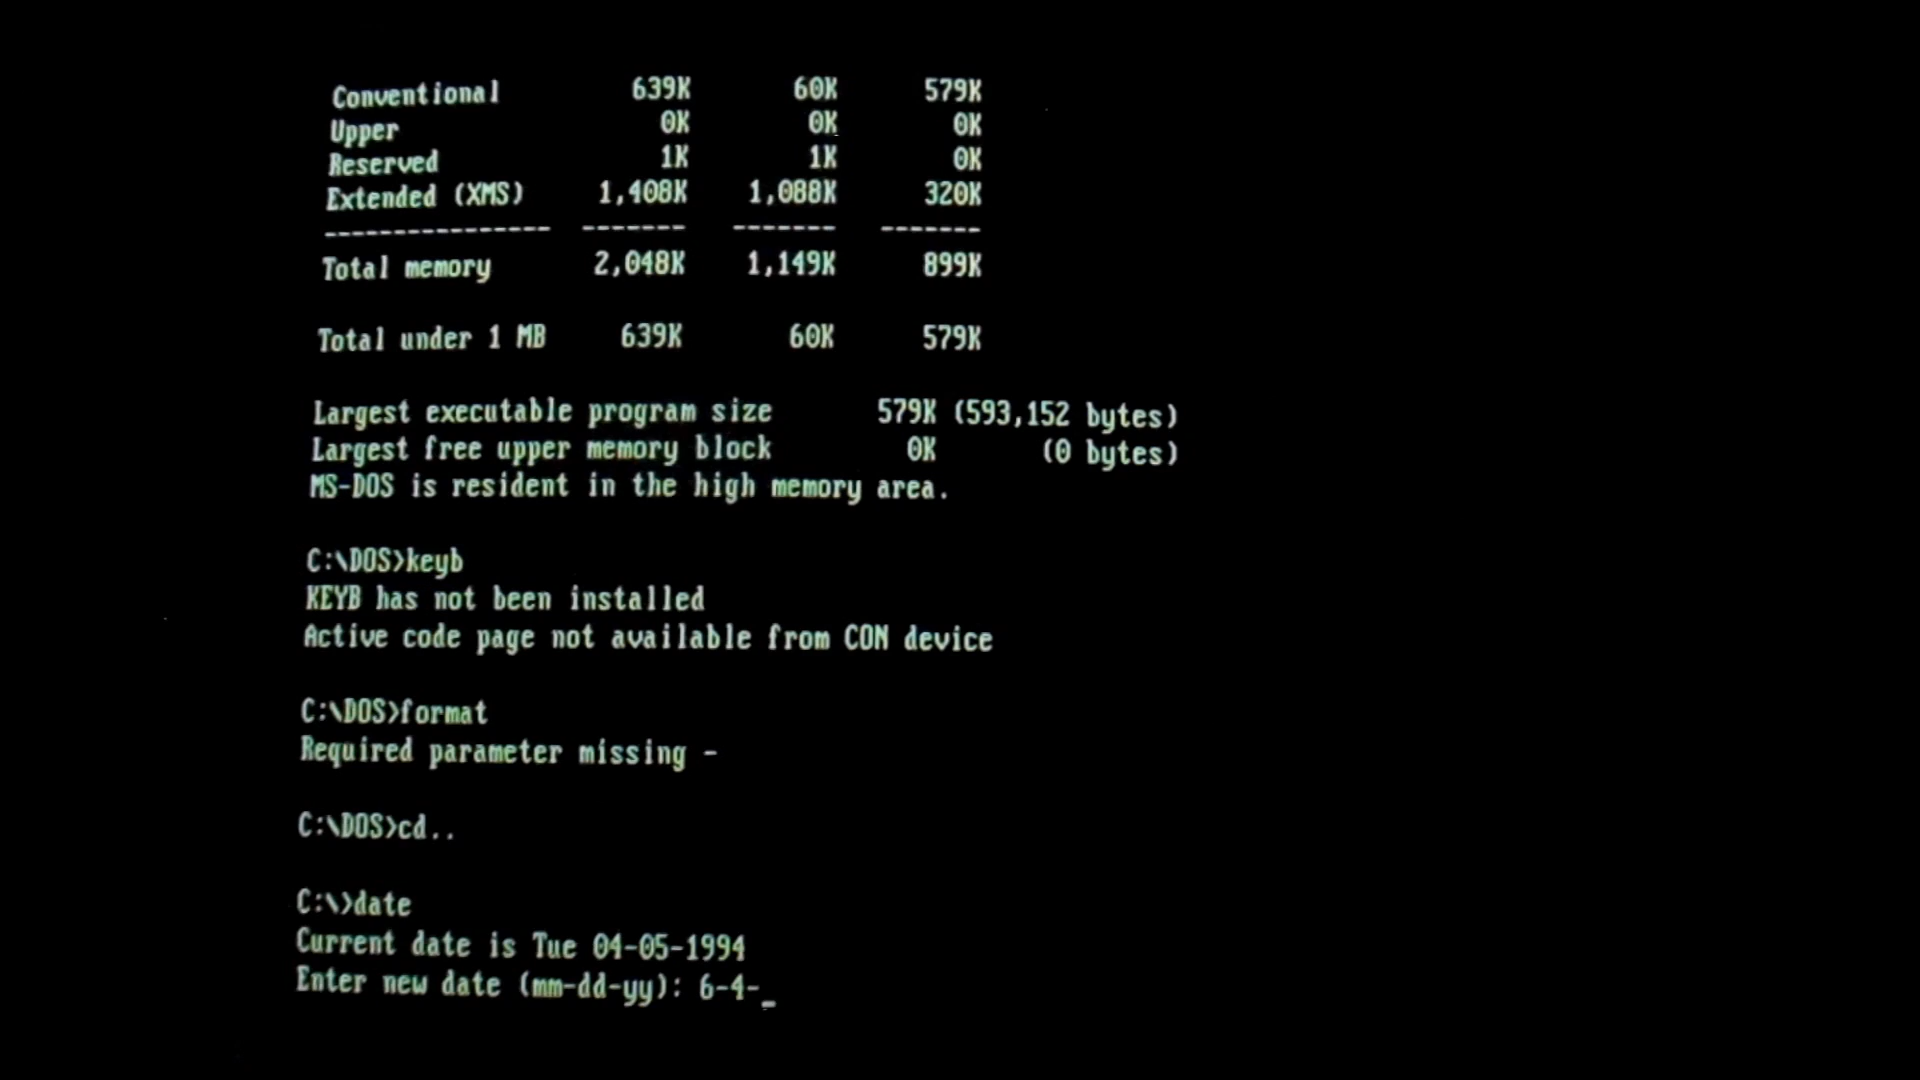 Conventional 639K 60K 579K
Upper 0K 0K 0K
Reserved 1K 1K 0K
Extended (XMS) 1,408K 1,088K 320K
---------------- ------- ------- -------
Total memory 2,048K 1,149K 899K
Total under 1 MB 639K 60K 579K
Largest executable program size 579K (593,152 bytes)
Largest free upper memory block 0K (0 bytes)
MS-DOS is resident in the high memory area.
C:\DOS>keyb
KEYB has not been installed
Active code page not available from CON device
C:\DOS>format
Required parameter missing -
C:\DOS>cd..
C:\>date
Current date is Tue 04-05-1994
Enter new date (mm-dd-yy): 6-4-_